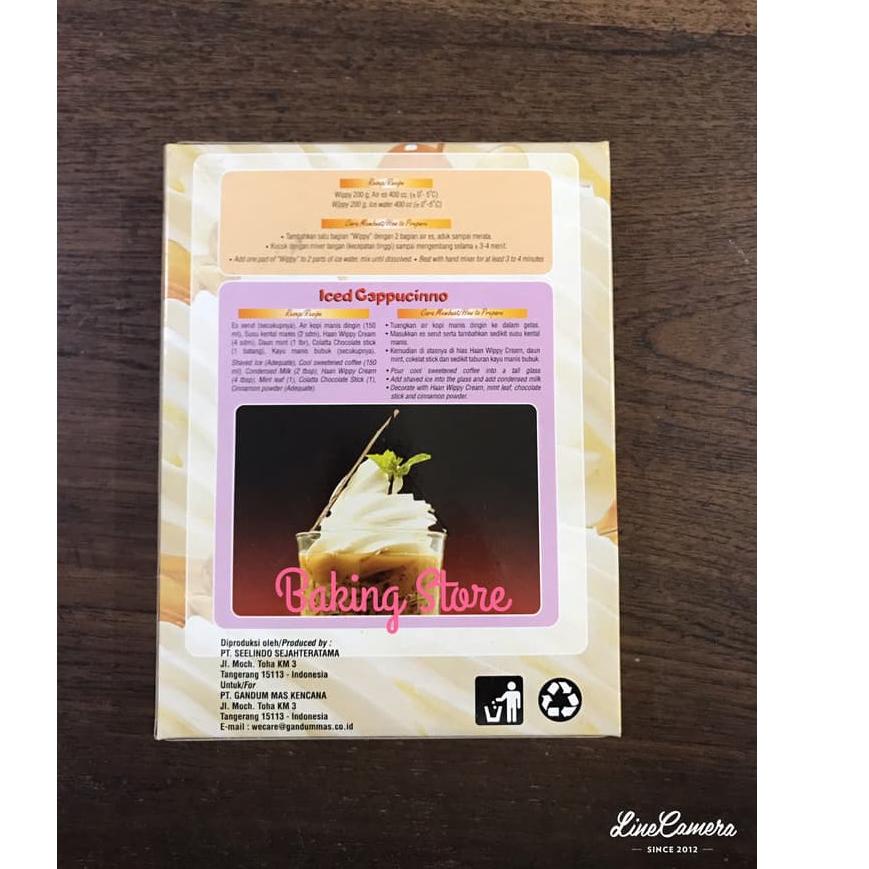 Resep/Recipe
Wippy 200 g, Air es 400 cc. (± 0°- 5°C)
Wippy 200 g, Ice water 400 cc (± 0°-5°C)
Cara Membuat/How to Prepare
• Tambahkan satu bagian "Wippy" dengan 2 bagian air es, aduk sampai merata.
• Kocok dengan mixer tangan (kecepatan tinggi) sampai mengembang selama ± 3-4 menit.
• Add one part of "Wippy" to 2 parts of ice water, mix until dissolved. • Beat with hand mixer for at least 3 to 4 minutes
Iced Cappucinno
Resep/Recipe
Es serut (secukupnya), Air kopi manis dingin (150
ml), Susu kental manis (2 sdm), Haan Wippy Cream
(4 sdm), Daun mint (1 lbr), Colatta Chocolate stick
(1 batang), Kayu manis bubuk (secukupnya).
Shaved Ice (Adequate), Cool sweetened coffee (150
ml), Condensed Milk (2 tbsp), Haan Wippy Cream
(4 tbsp), Mint leaf (1), Colatta Chocolate Stick (1),
Cinnamon powder (Adequate).
Cara Membuat/How to Prepare
• Tuangkan air kopi manis dingin ke dalam gelas.
• Masukkan es serut serta tambahkan sedikit susu kental
manis.
• Kemudian di atasnya di hias Haan Wippy Cream, daun
mint, cokelat stick dan sedikit taburan kayu manis bubuk.
• Pour cool sweetened coffee into a tall glass
• Add shaved ice into the glass and add condensed milk
• Decorate with Haan Wippy Cream, mint leaf, chocolate
stick and cinnamon powder.
Baking Store
Diproduksi oleh/Produced by :
PT. SEELINDO SEJAHTERATAMA
Jl. Moch. Toha KM 3
Tangerang 15113 - Indonesia
Untuk/For
PT. GANDUM MAS KENCANA
Jl. Moch. Toha KM 3
Tangerang 15113 - Indonesia
E-mail : wecare@gandummas.co.id
LineCamera
SINCE 2012